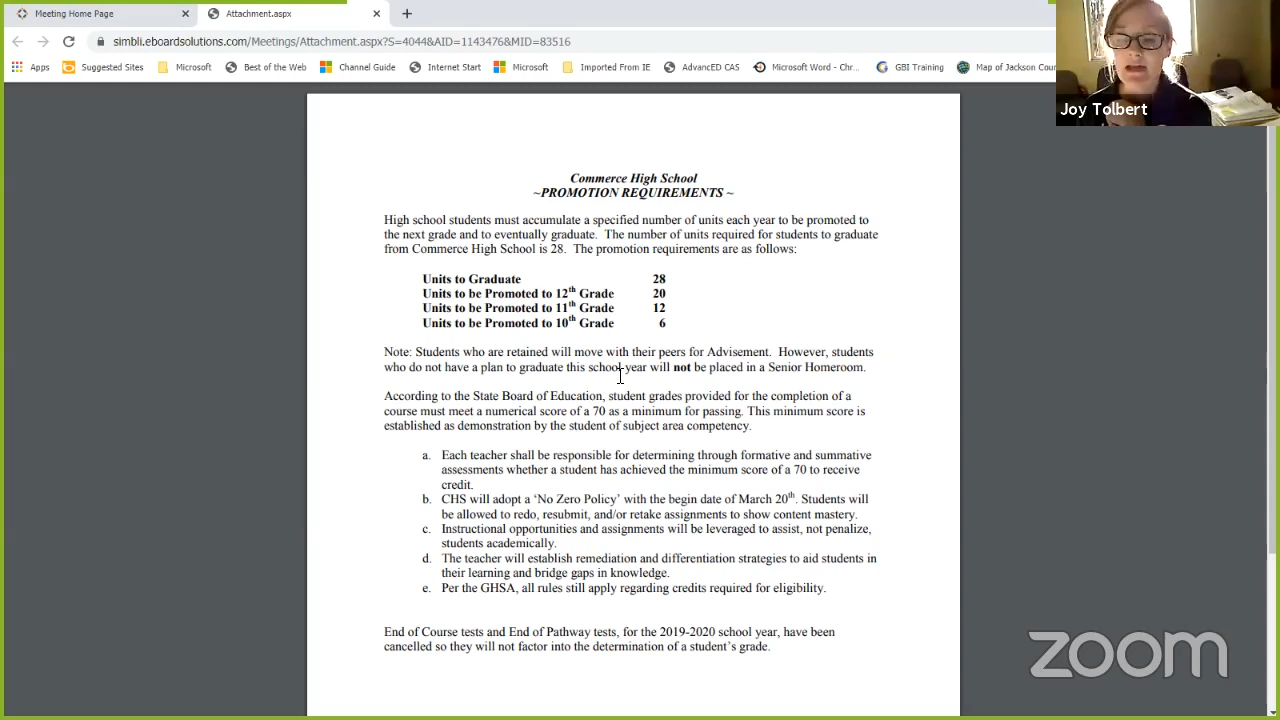 Meeting Home Page
Attachment.aspx
simbli.eboardsolutions.com/Meetings/Attachment.aspx?S=4044&AID=1143476&MID=83516
Apps Suggested Sites Microsoft Best of the Web Channel Guide Internet Start Microsoft Imported From IE AdvancED CAS Microsoft Word - Chr... GBI Training Map of Jackson Coun
Joy Tolbert
Commerce High School
~PROMOTION REQUIREMENTS ~
High school students must accumulate a specified number of units each year to be promoted to
the next grade and to eventually graduate. The number of units required for students to graduate
from Commerce High School is 28. The promotion requirements are as follows:
Units to Graduate 28
Units to be Promoted to 12th Grade 20
Units to be Promoted to 11th Grade 12
Units to be Promoted to 10th Grade 6
Note: Students who are retained will move with their peers for Advisement. However, students
who do not have a plan to graduate this school year will not be placed in a Senior Homeroom.
According to the State Board of Education, student grades provided for the completion of a
course must meet a numerical score of a 70 as a minimum for passing. This minimum score is
established as demonstration by the student of subject area competency.
a. Each teacher shall be responsible for determining through formative and summative
assessments whether a student has achieved the minimum score of a 70 to receive
credit.
b. CHS will adopt a ‘No Zero Policy’ with the begin date of March 20th. Students will
be allowed to redo, resubmit, and/or retake assignments to show content mastery.
c. Instructional opportunities and assignments will be leveraged to assist, not penalize,
students academically.
d. The teacher will establish remediation and differentiation strategies to aid students in
their learning and bridge gaps in knowledge.
e. Per the GHSA, all rules still apply regarding credits required for eligibility.
End of Course tests and End of Pathway tests, for the 2019-2020 school year, have been
cancelled so they will not factor into the determination of a student’s grade.
zoom